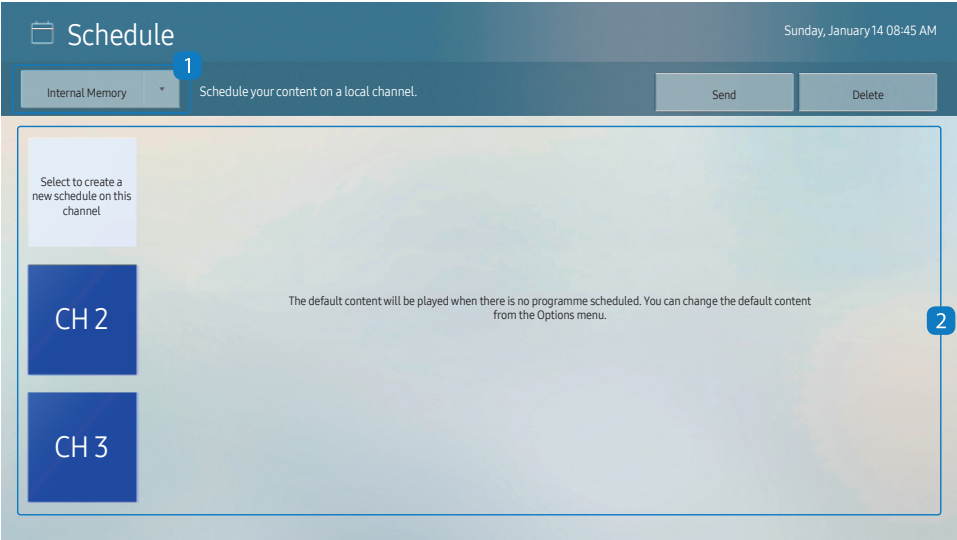 Schedule
Sunday, January 14 08:45 AM
1
Internal Memory
Schedule your content on a local channel.
Send
Delete
Select to create a
new schedule on this
channel
CH 2
The default content will be played when there is no programme scheduled. You can change the default content
from the Options menu.
2
CH 3